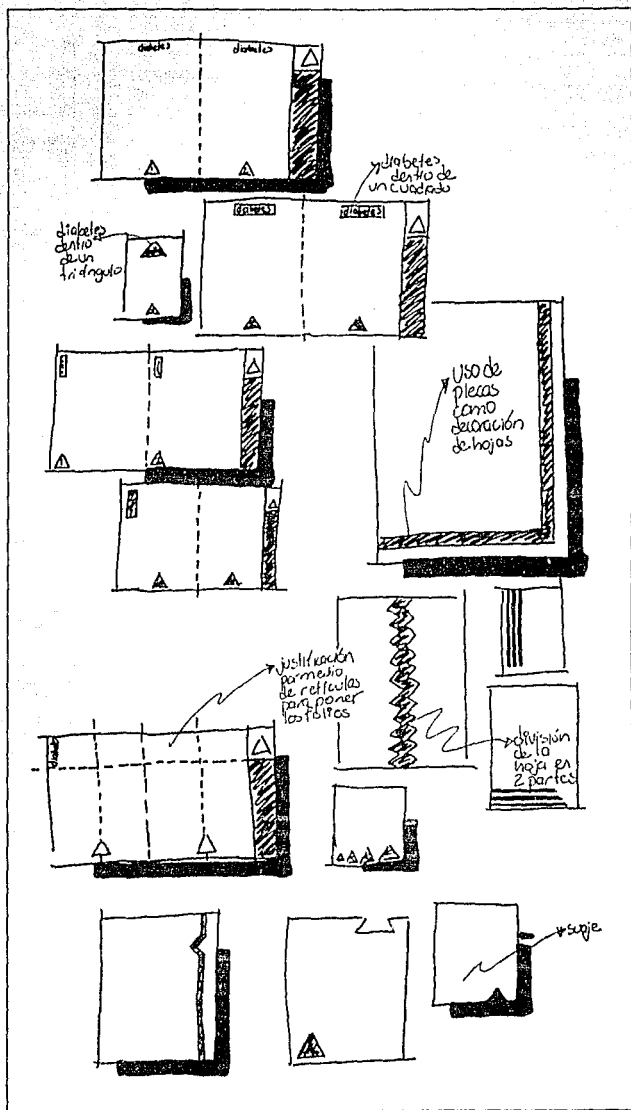 diabetes diabetes
diabetes
dentro de
un cuadrado
diabetes diabetes
diabetes
dentro
de un
triángulo
Uso de
plecas
como
decoración
de hojas
justificación
por medio
de retículas
para poner
los folios
división
de la
hoja en
2 partes
suaje